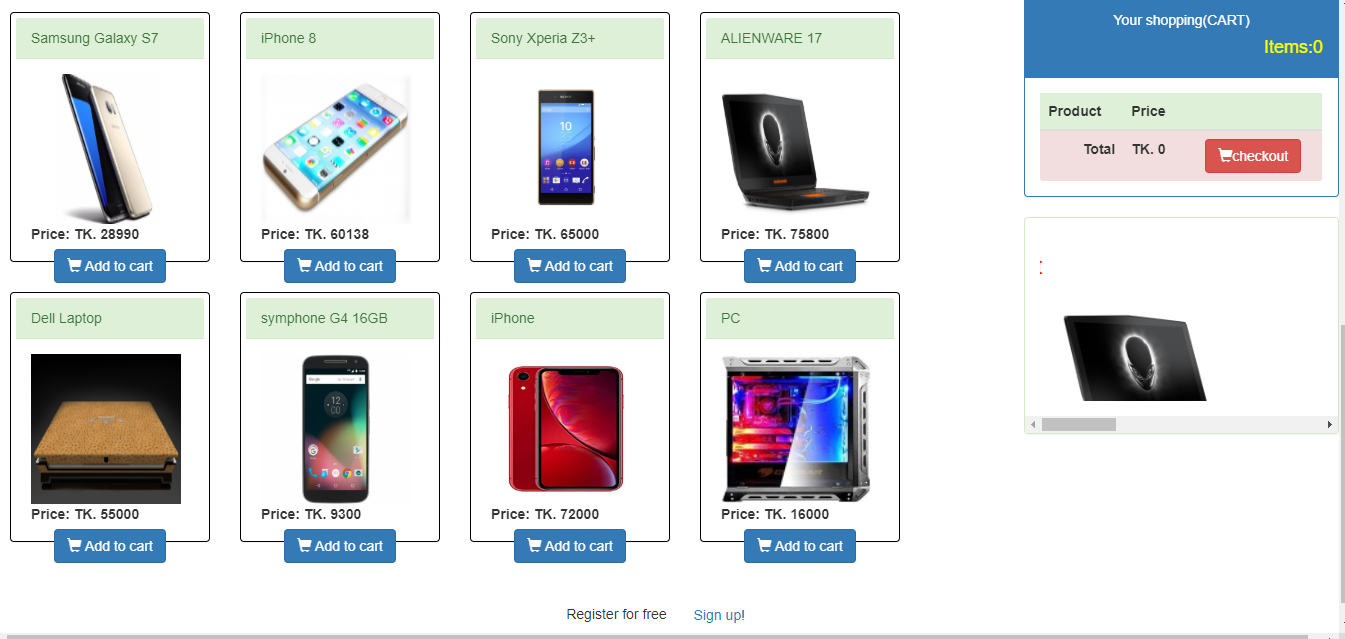 Samsung Galaxy S7
iPhone 8
Sony Xperia Z3+
ALIENWARE 17
Price: TK. 28990
Price: TK. 60138
Price: TK. 65000
Price: TK. 75800
Add to cart
Add to cart
Add to cart
Add to cart
Dell Laptop
symphone G4 16GB
iPhone
PC
Price: TK. 55000
Price: TK. 9300
Price: TK. 72000
Price: TK. 16000
Add to cart
Add to cart
Add to cart
Add to cart
Register for free Sign up!
Your shopping(CART)
Items:0
Product Price
Total TK. 0 checkout
: